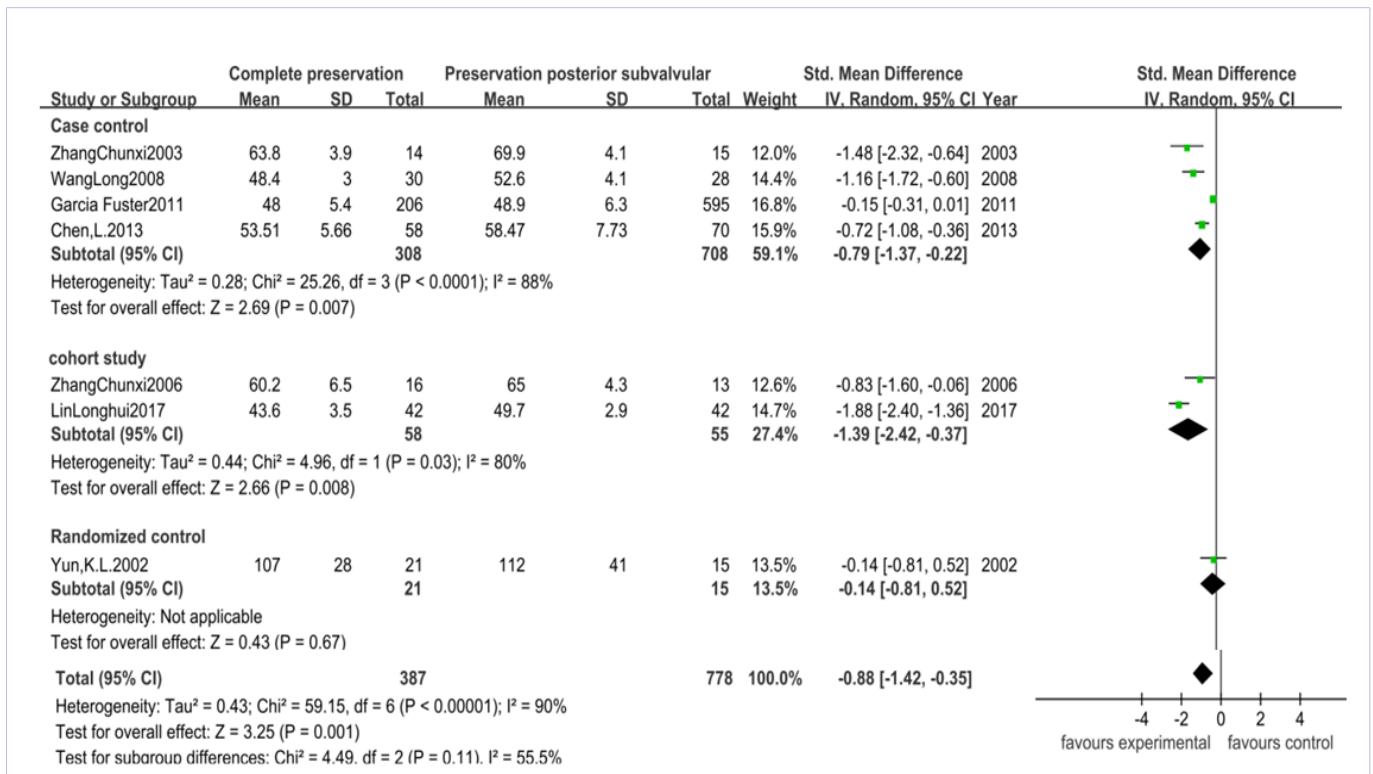 Complete preservation Preservation posterior subvalvular Std. Mean Difference Std. Mean Difference
Study or Subgroup Mean SD Total Mean SD Total Weight IV, Random, 95% CI Year IV, Random, 95% CI
Case control
ZhangChunxi2003 63.8 3.9 14 69.9 4.1 15 12.0% -1.48 [-2.32, -0.64] 2003
WangLong2008 48.4 3 30 52.6 4.1 28 14.4% -1.16 [-1.72, -0.60] 2008
Garcia Fuster2011 48 5.4 206 48.9 6.3 595 16.8% -0.15 [-0.31, 0.01] 2011
Chen,L.2013 53.51 5.66 58 58.47 7.73 70 15.9% -0.72 [-1.08, -0.36] 2013
Subtotal (95% CI) 308 708 59.1% -0.79 [-1.37, -0.22]
Heterogeneity: Tau² = 0.28; Chi² = 25.26, df = 3 (P < 0.0001); I² = 88%
Test for overall effect: Z = 2.69 (P = 0.007)
cohort study
ZhangChunxi2006 60.2 6.5 16 65 4.3 13 12.6% -0.83 [-1.60, -0.06] 2006
LinLonghui2017 43.6 3.5 42 49.7 2.9 42 14.7% -1.88 [-2.40, -1.36] 2017
Subtotal (95% CI) 58 55 27.4% -1.39 [-2.42, -0.37]
Heterogeneity: Tau² = 0.44; Chi² = 4.96, df = 1 (P = 0.03); I² = 80%
Test for overall effect: Z = 2.66 (P = 0.008)
Randomized control
Yun,K.L.2002 107 28 21 112 41 15 13.5% -0.14 [-0.81, 0.52] 2002
Subtotal (95% CI) 21 15 13.5% -0.14 [-0.81, 0.52]
Heterogeneity: Not applicable
Test for overall effect: Z = 0.43 (P = 0.67)
Total (95% CI) 387 778 100.0% -0.88 [-1.42, -0.35]
Heterogeneity: Tau² = 0.43; Chi² = 59.15, df = 6 (P < 0.00001); I² = 90%
Test for overall effect: Z = 3.25 (P = 0.001)
Test for subgroup differences: Chi² = 4.49, df = 2 (P = 0.11), I² = 55.5%
-4 -2 0 2 4
favours experimental favours control